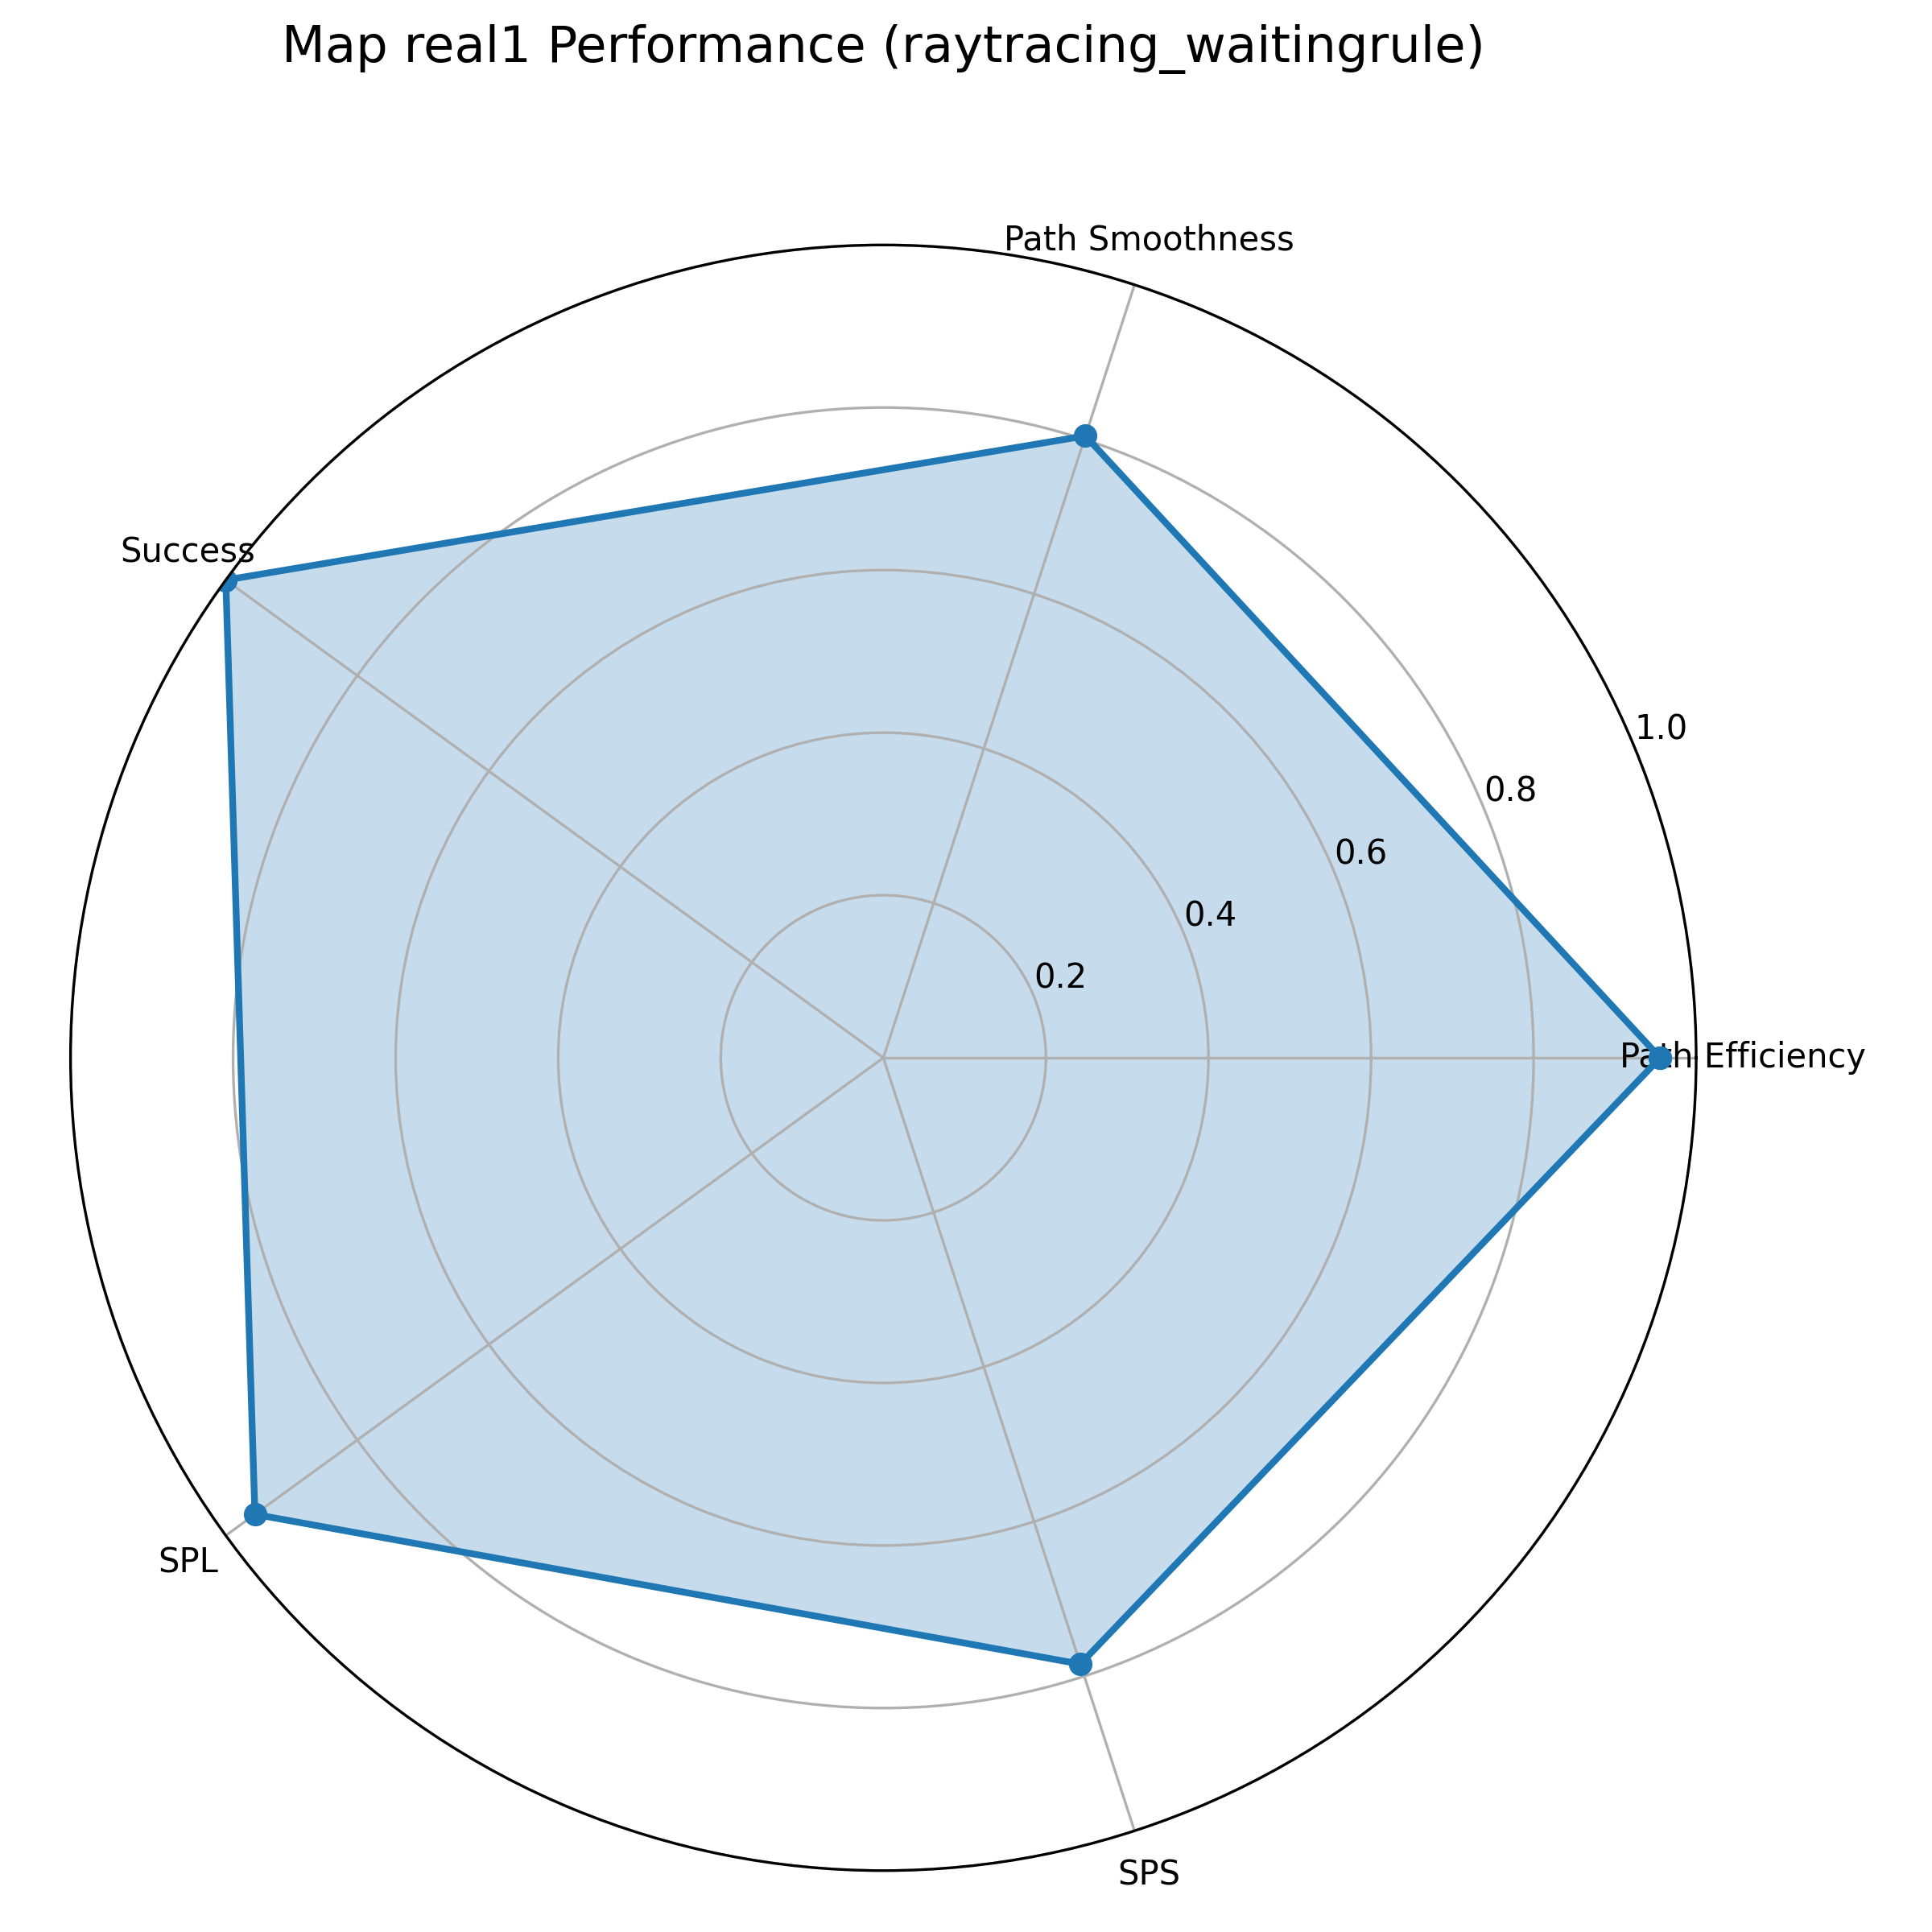 Map real1 Performance (raytracing_waitingrule)
Path Smoothness
Success
1.0
0.8
0.6
0.4
0.2
Path Efficiency
SPL
SPS